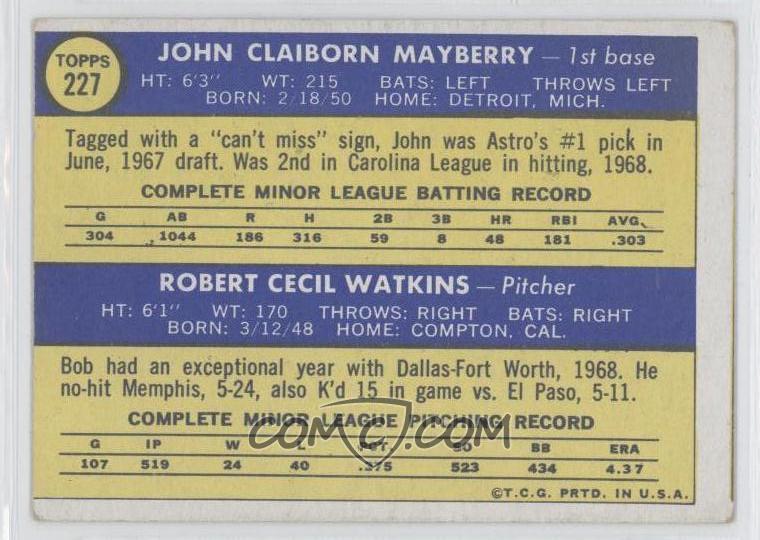 TOPPS
227
JOHN CLAIBORN MAYBERRY — 1st base
HT: 6'3" WT: 215 BATS: LEFT THROWS LEFT
BORN: 2/18/50 HOME: DETROIT, MICH.
Tagged with a "can't miss" sign, John was Astro's #1 pick in
June, 1967 draft. Was 2nd in Carolina League in hitting, 1968.
COMPLETE MINOR LEAGUE BATTING RECORD
G AB R H 2B 3B HR RBI AVG.
304 1044 186 316 59 8 48 181 .303
ROBERT CECIL WATKINS — Pitcher
HT: 6'1" WT: 170 THROWS: RIGHT BATS: RIGHT
BORN: 3/12/48 HOME: COMPTON, CAL.
Bob had an exceptional year with Dallas-Fort Worth, 1968. He
no-hit Memphis, 5-24, also K'd 15 in game vs. El Paso, 5-11.
COMPLETE MINOR LEAGUE PITCHING RECORD
COMC.COM
G IP W L PCT. SO BB ERA
107 519 24 40 .375 523 434 4.37
©T.C.G. PRTD. IN U.S.A.